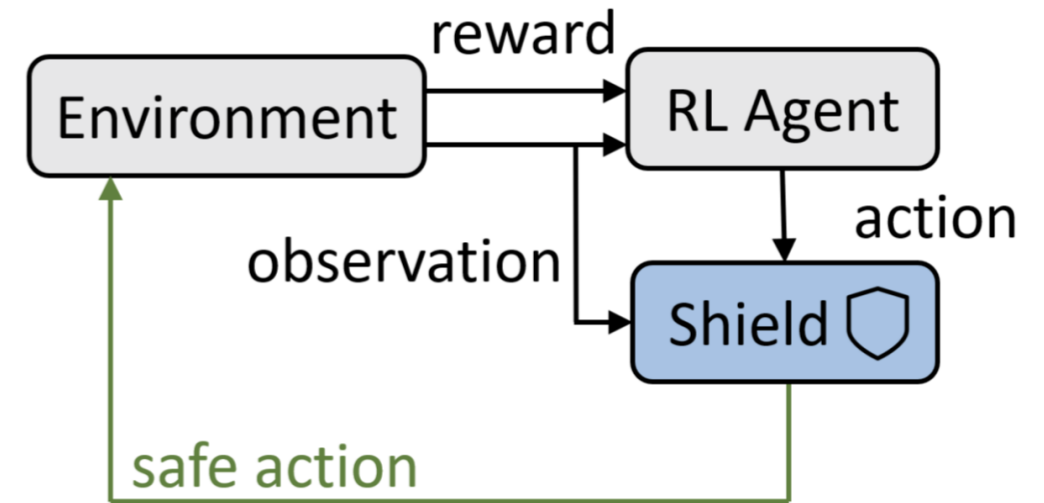 reward
Environment
RL Agent
action
observation
Shield
safe action